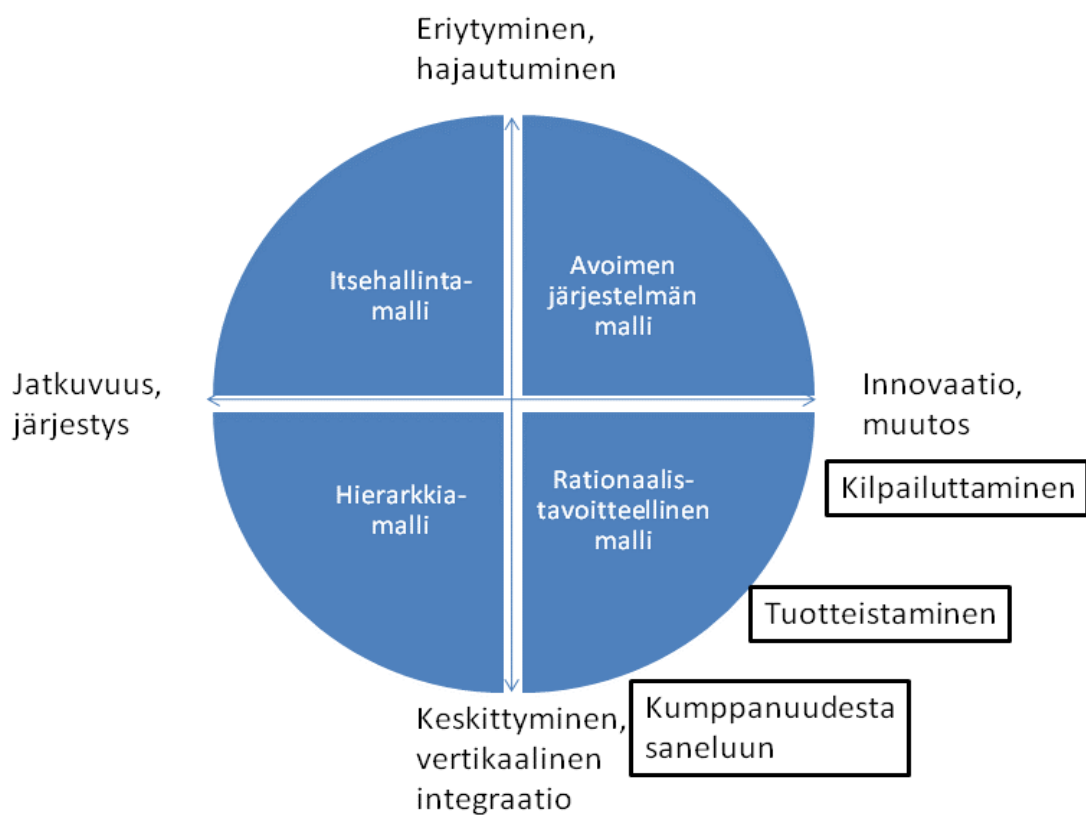 Eriytyminen,
hajautuminen
Itsehallinta-
malli
Avoimen
järjestelmän
malli
Jatkuvuus,
järjestys
Innovaatio,
muutos
Kilpailuttaminen
Hierarkkia-
malli
Rationaalis-
tavoitteellinen
malli
Tuotteistaminen
Keskittyminen,
vertikaalinen
integraatio
Kumppanuudesta
saneluun